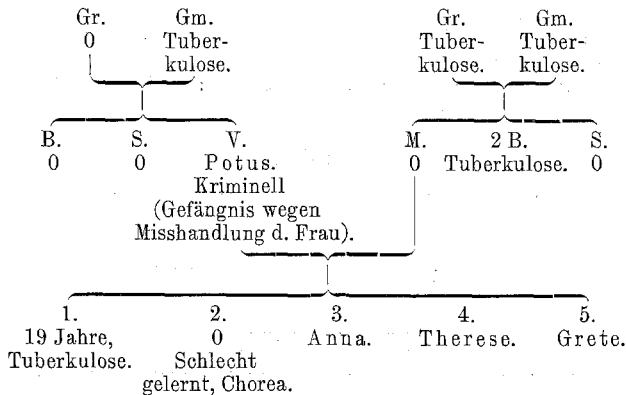 Gr. Gm. Gr. Gm.
0 Tuber- Tuber- Tuber-
kulose. kulose. kulose.
B. S. V. M. 2 B. S.
0 0 Potus. 0 Tuberkulose. 0
Kriminell
(Gefängnis wegen
Misshandlung d. Frau).
1. 2. 3. 4. 5.
19 Jahre, 0 Anna. Therese. Grete.
Tuberkulose. Schlecht
gelernt, Chorea.